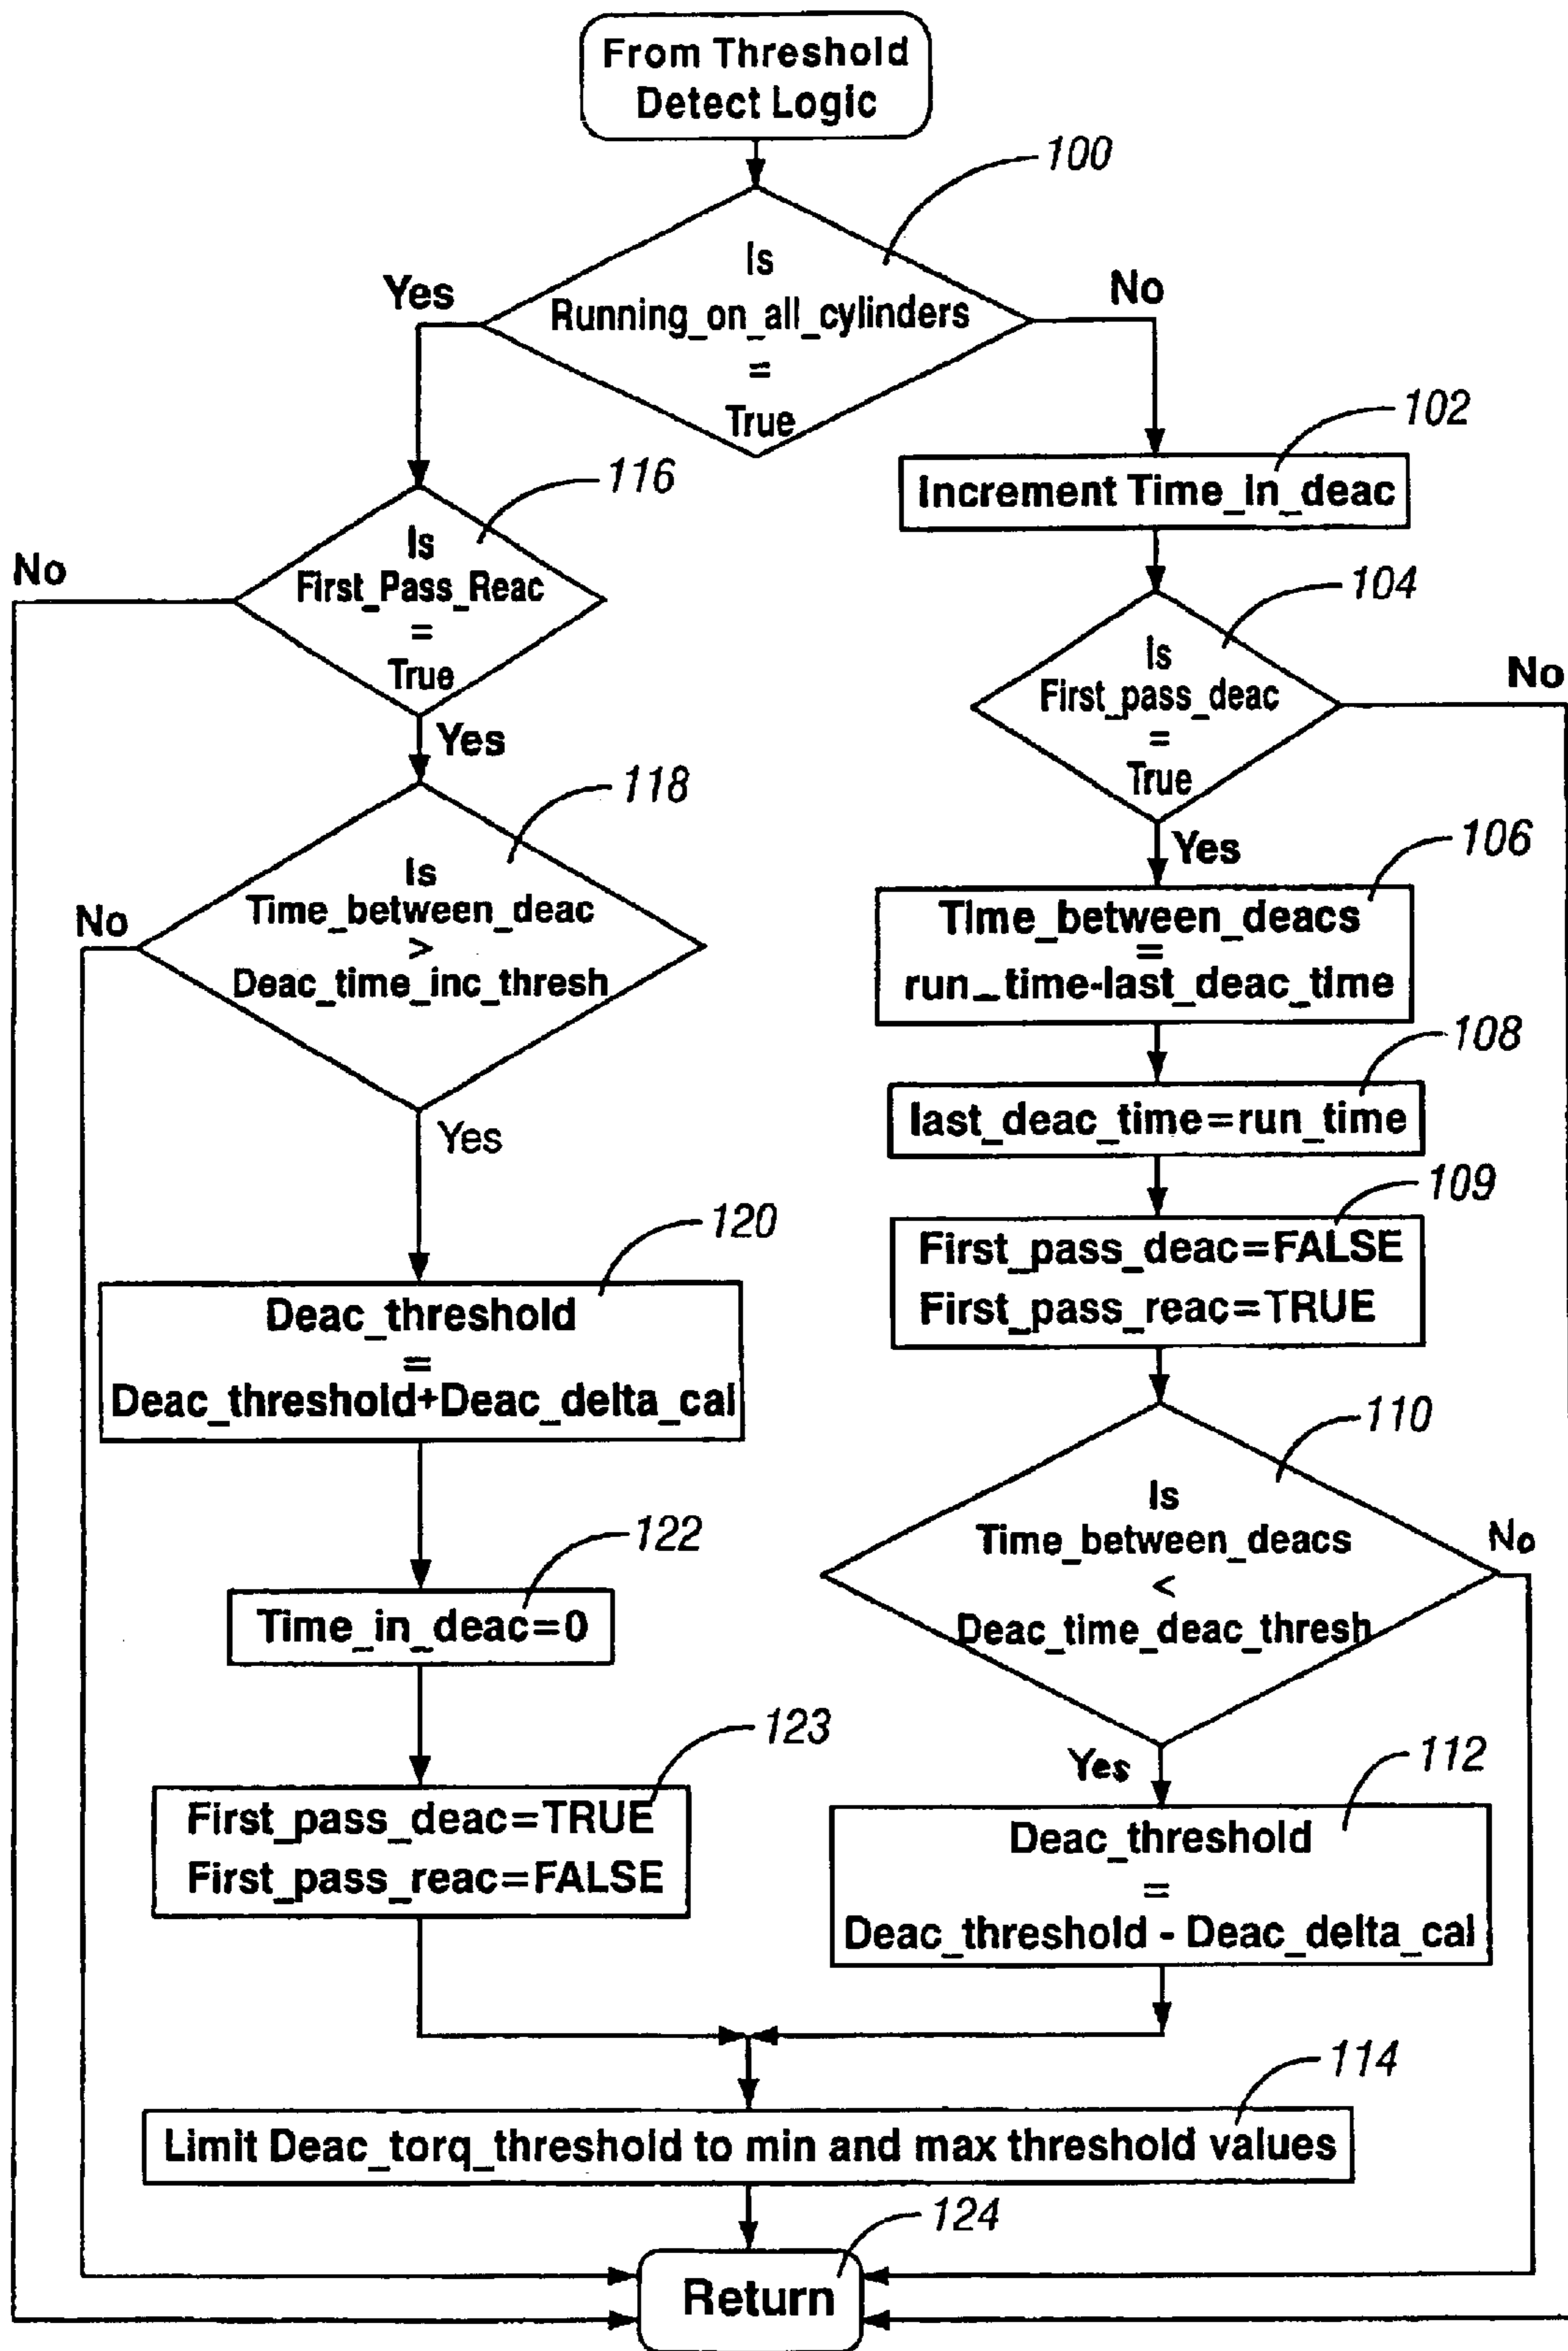 From Threshold
Detect Logic
100
Is
Running_on_all_cylinders
=
True
Yes
No
102
Increment Time_in_deac
116
Is
First_Pass_Reac
=
True
No
Yes
104
Is
First_pass_deac
=
True
No
Yes
118
Is
Time_between_deac
>
Deac_time_inc_thresh
No
Yes
106
Time_between_deacs
=
run_time-last_deac_time
108
last_deac_time=run_time
109
First_pass_deac=FALSE
First_pass_reac=TRUE
120
Deac_threshold
=
Deac_threshold+Deac_delta_cal
110
Is
Time_between_deacs
<
Deac_time_deac_thresh
No
Yes
122
Time_in_deac=0
123
First_pass_deac=TRUE
First_pass_reac=FALSE
112
Deac_threshold
=
Deac_threshold - Deac_delta_cal
114
Limit Deac_torq_threshold to min and max threshold values
124
Return